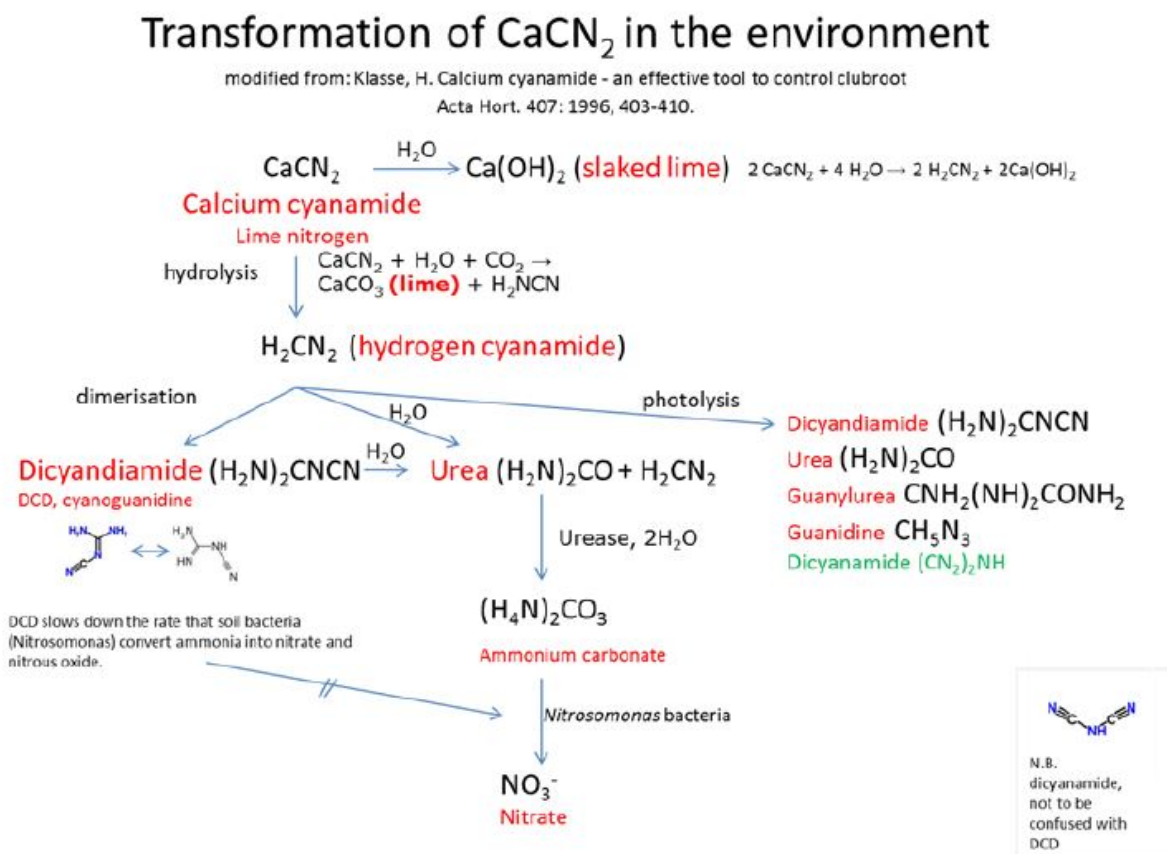 Transformation of CaCN₂ in the environment
modified from: Klasse, H. Calcium cyanamide - an effective tool to control clubroot
Acta Hort. 407: 1996, 403-410.
CaCN₂ H₂O Ca(OH)₂ (slaked lime) 2 CaCN₂ + 4 H₂O → 2 H₂CN₂ + 2Ca(OH)₂
Calcium cyanamide
Lime nitrogen
hydrolysis
CaCN₂ + H₂O + CO₂ →
CaCO₃ (lime) + H₂NCN
H₂CN₂ (hydrogen cyanamide)
dimerisation
H₂O
photolysis
Dicyandiamide (H₂N)₂CNCN
H₂O
Urea (H₂N)₂CO + H₂CN₂
DCD, cyanoguanidine
Dicyandiamide (H₂N)₂CNCN
Urea (H₂N)₂CO
Guanylurea CNH₂(NH)₂CONH₂
Guanidine CH₅N₃
Dicyanamide (CN₂)₂NH
H₂N NH₂
N
C
N
H₂N
NH
HN
N
Urease, 2H₂O
(H₄N)₂CO₃
Ammonium carbonate
DCD slows down the rate that soil bacteria
(Nitrosomonas) convert ammonia into nitrate and
nitrous oxide.
Nitrosomonas bacteria
NO₃⁻
Nitrate
N C NH C N
N.B.
dicyanamide,
not to be
confused with
DCD